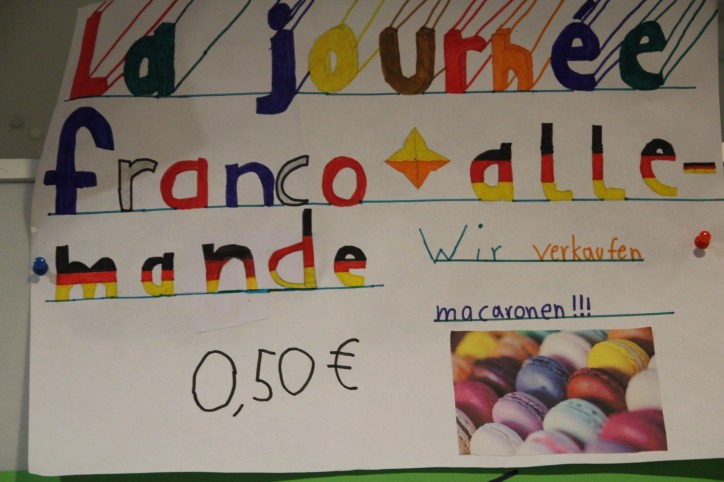 La journée
franco alle-
mande
Wir verkaufen
macaronen!!!
0,50 €